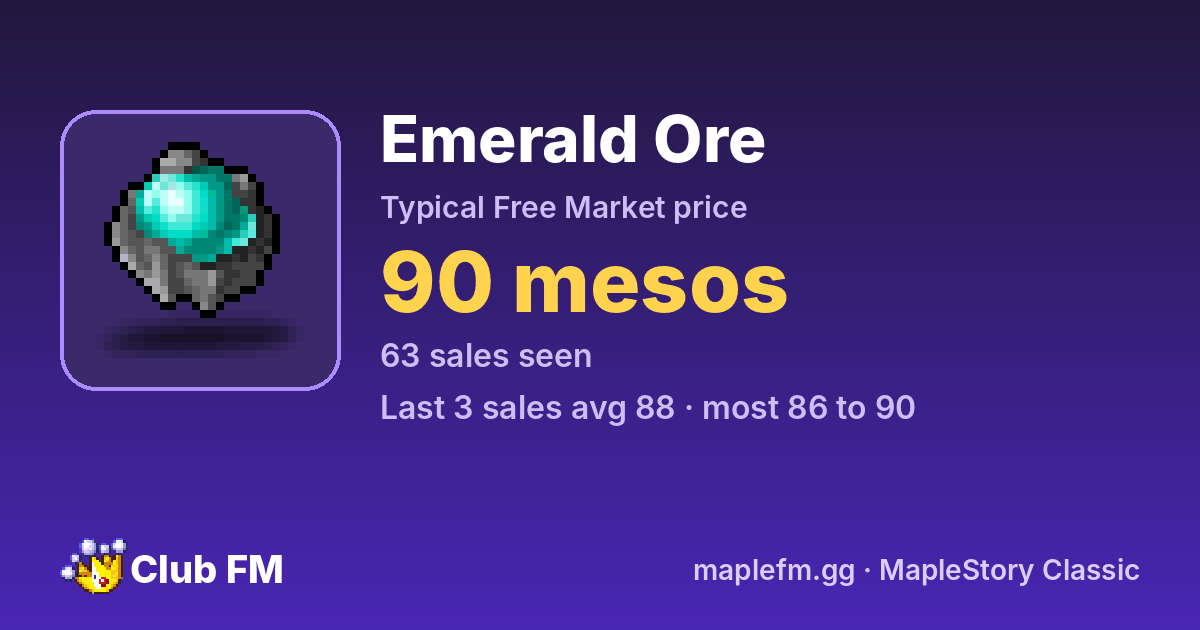 Emerald Ore
Typical Free Market price
90 mesos
63 sales seen
Last 3 sales avg 88 · most 86 to 90
Club FM
maplefm.gg · MapleStory Classic